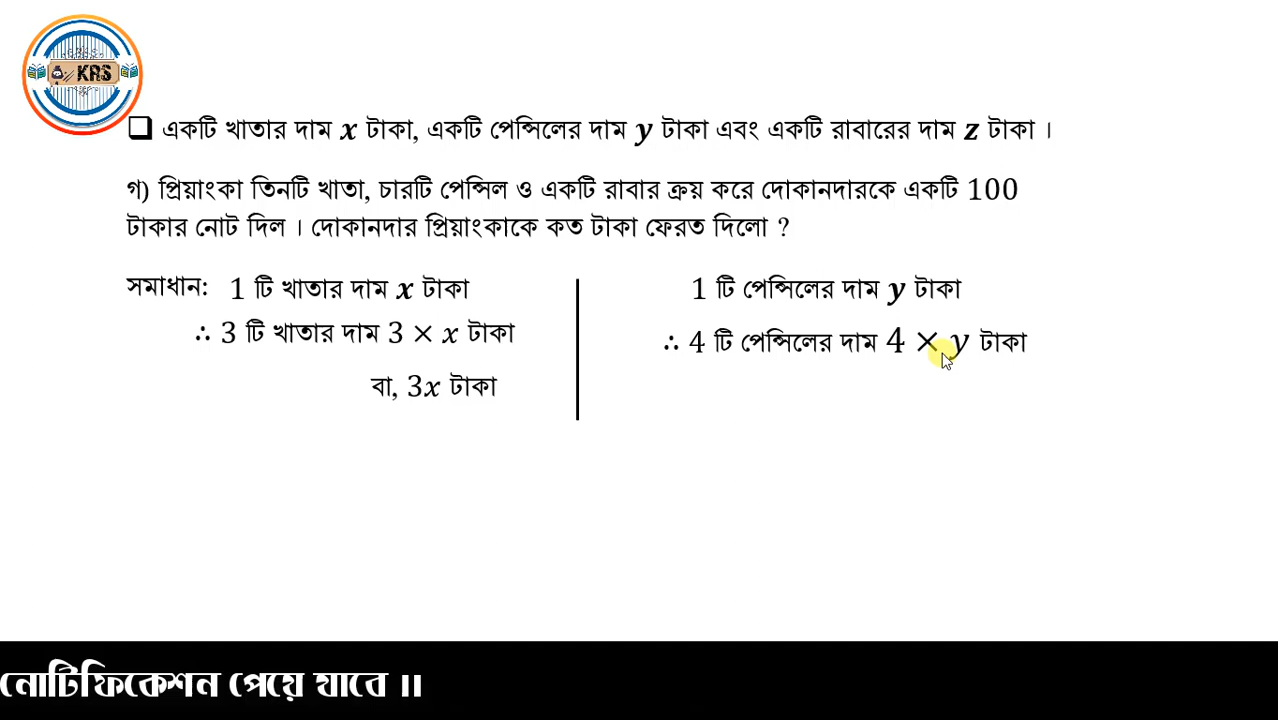 KRS
❑ একটি খাতার দাম x টাকা, একটি পেন্সিলের দাম y টাকা এবং একটি রাবারের দাম z টাকা ।
গ) প্রিয়াংকা তিনটি খাতা, চারটি পেন্সিল ও একটি রাবার ক্রয় করে দোকানদারকে একটি 100
টাকার নোট দিল । দোকানদার প্রিয়াংকাকে কত টাকা ফেরত দিলো ?
সমাধান: 1 টি খাতার দাম x টাকা
∴ 3 টি খাতার দাম 3 × x টাকা
বা, 3x টাকা
1 টি পেন্সিলের দাম y টাকা
∴ 4 টি পেন্সিলের দাম 4 × y টাকা
নোটিফিকেশন পেয়ে যাবে ।।